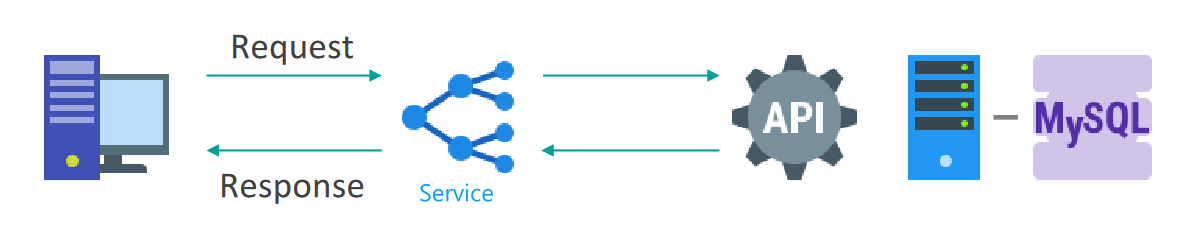 Request
Response
Service
API
MySQL